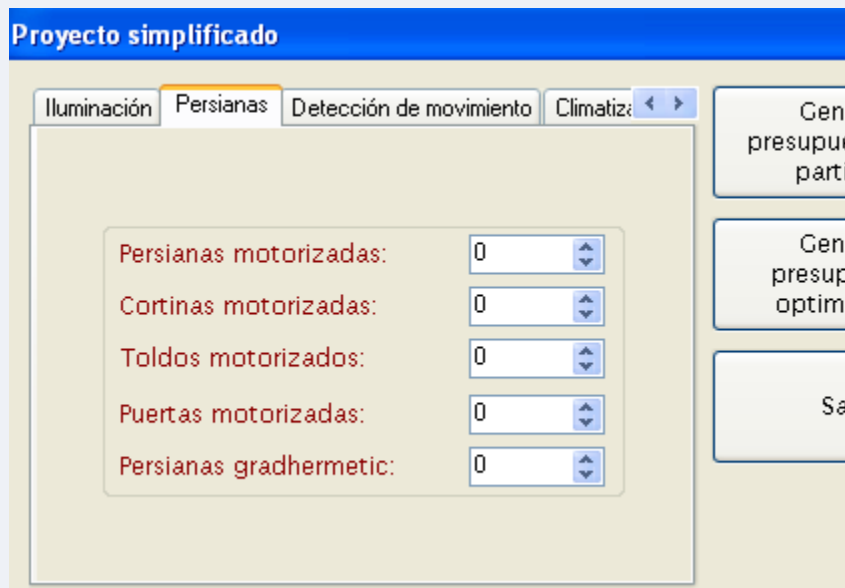 Proyecto simplificado
Iluminación Persianas Detección de movimiento
Persianas motorizadas: 0
Cortinas motorizadas: 0
Toldos motorizados: 0
Puertas motorizadas: 0
Persianas gradhermetic: 0